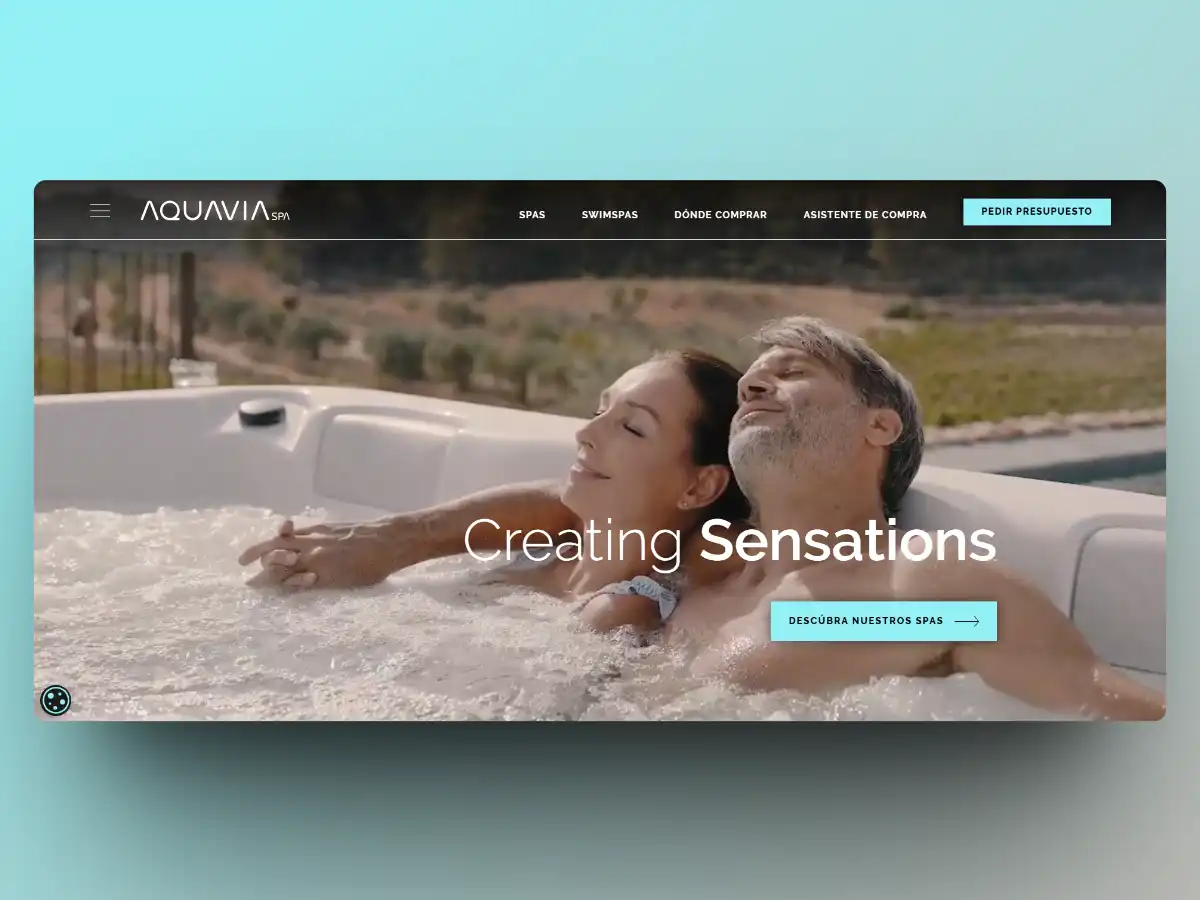 AQUAVIA SPA
SPAS
SWIMSPAS
DÓNDE COMPRAR
ASISTENTE DE COMPRA
PEDIR PRESUPUESTO
Creating Sensations
DESCÚBRA NUESTROS SPAS